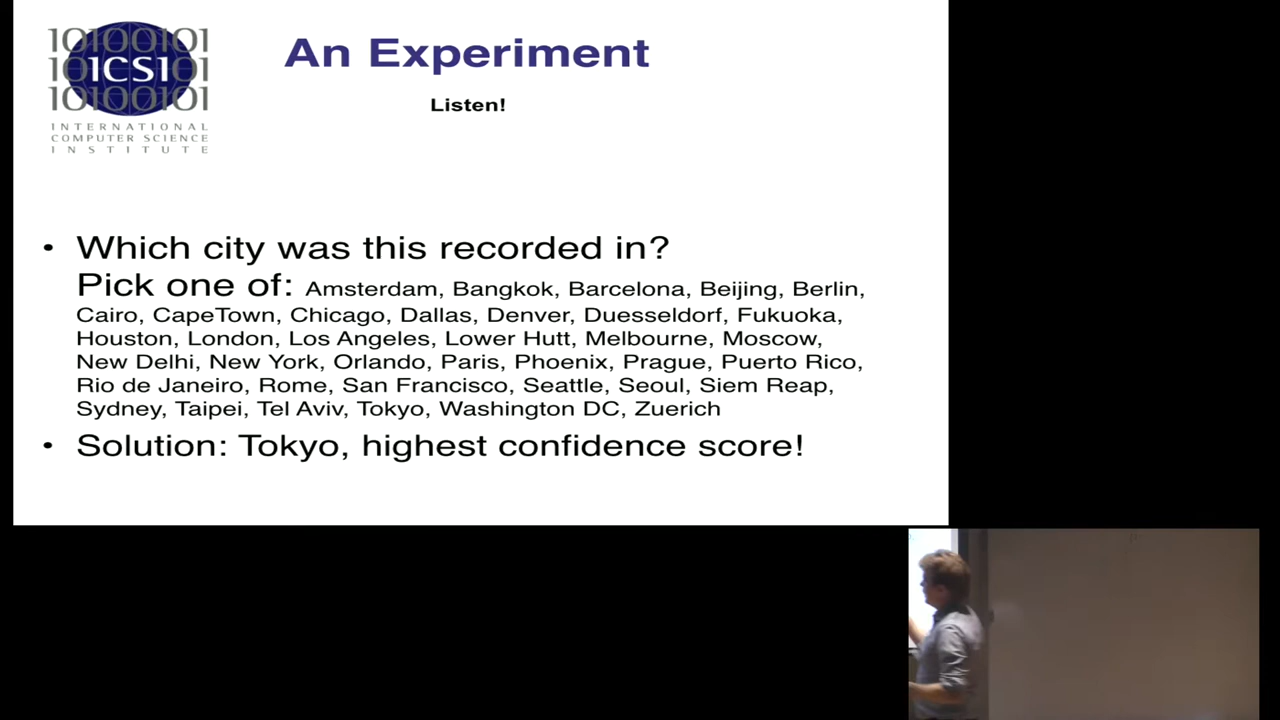 10100101
101ICSI01
10100101
INTERNATIONAL
COMPUTER SCIENCE
INSTITUTE
An Experiment
Listen!
• Which city was this recorded in?
Pick one of: Amsterdam, Bangkok, Barcelona, Beijing, Berlin,
Cairo, CapeTown, Chicago, Dallas, Denver, Duesseldorf, Fukuoka,
Houston, London, Los Angeles, Lower Hutt, Melbourne, Moscow,
New Delhi, New York, Orlando, Paris, Phoenix, Prague, Puerto Rico,
Rio de Janeiro, Rome, San Francisco, Seattle, Seoul, Siem Reap,
Sydney, Taipei, Tel Aviv, Tokyo, Washington DC, Zuerich
• Solution: Tokyo, highest confidence score!